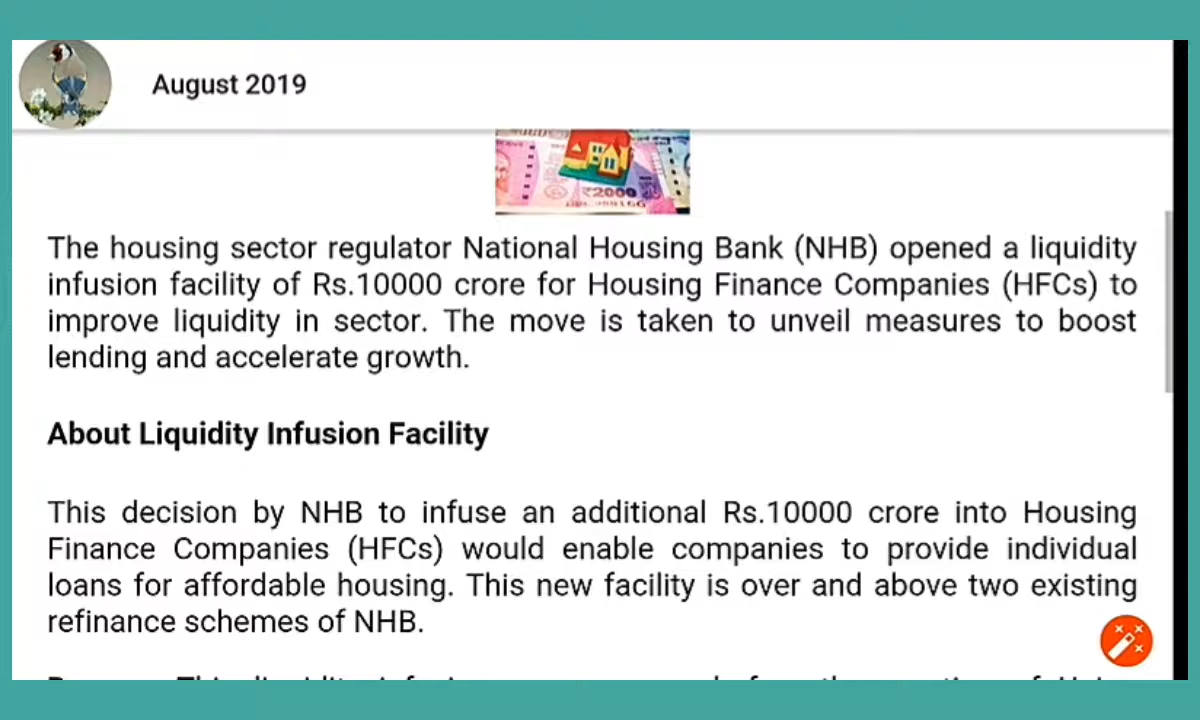 August 2019
₹2000
The housing sector regulator National Housing Bank (NHB) opened a liquidity
infusion facility of Rs.10000 crore for Housing Finance Companies (HFCs) to
improve liquidity in sector. The move is taken to unveil measures to boost
lending and accelerate growth.
About Liquidity Infusion Facility
This decision by NHB to infuse an additional Rs.10000 crore into Housing
Finance Companies (HFCs) would enable companies to provide individual
loans for affordable housing. This new facility is over and above two existing
refinance schemes of NHB.